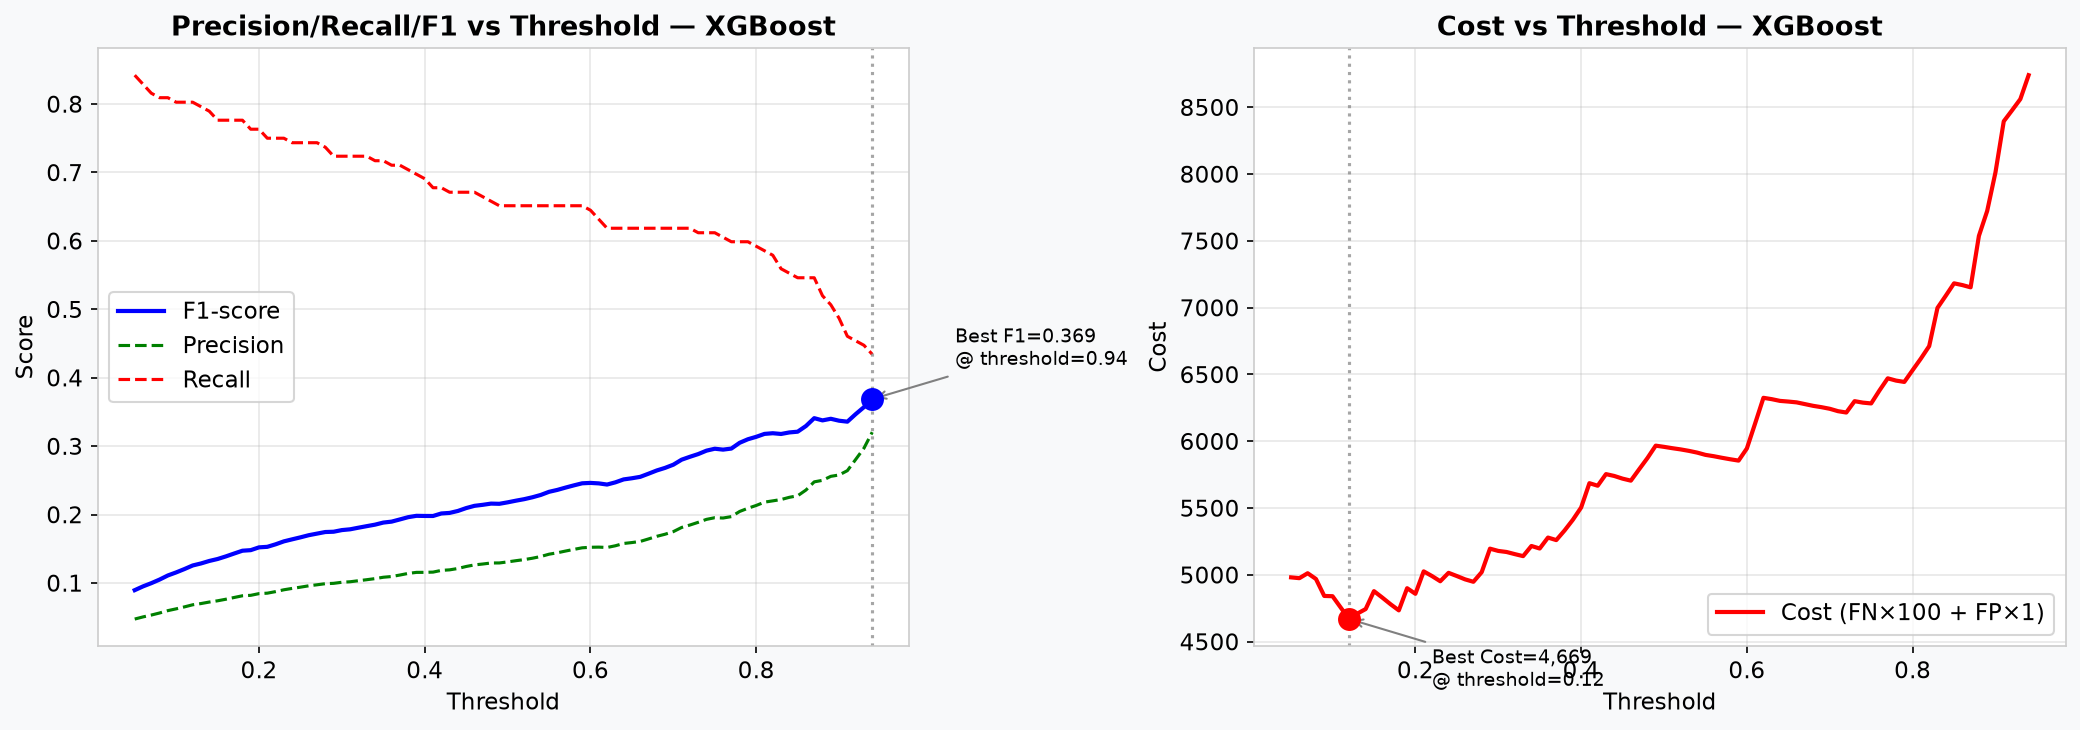 Precision/Recall/F1 vs Threshold — XGBoost
0.8
0.7
0.6
0.5
0.4
0.3
0.2
0.1
Score
F1-score
Precision
Recall
Best F1=0.369
@ threshold=0.94
0.2
0.4
0.6
0.8
Threshold
Cost vs Threshold — XGBoost
8500
8000
7500
7000
6500
6000
5500
5000
4500
Cost
Cost (FN×100 + FP×1)
Best Cost=4,669
@ threshold=0.12
0.2
0.4
0.6
0.8
Threshold